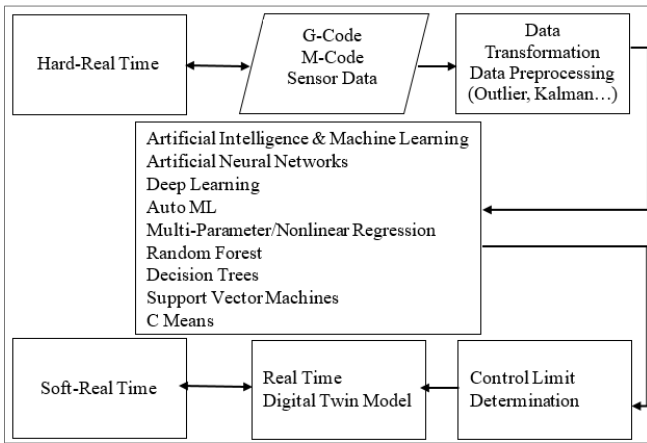 Hard-Real Time
G-Code
M-Code
Sensor Data
Data
Transformation
Data Preprocessing
(Outlier, Kalman…)
Artificial Intelligence & Machine Learning
Artificial Neural Networks
Deep Learning
Auto ML
Multi-Parameter/Nonlinear Regression
Random Forest
Decision Trees
Support Vector Machines
C Means
Soft-Real Time
Real Time
Digital Twin Model
Control Limit
Determination